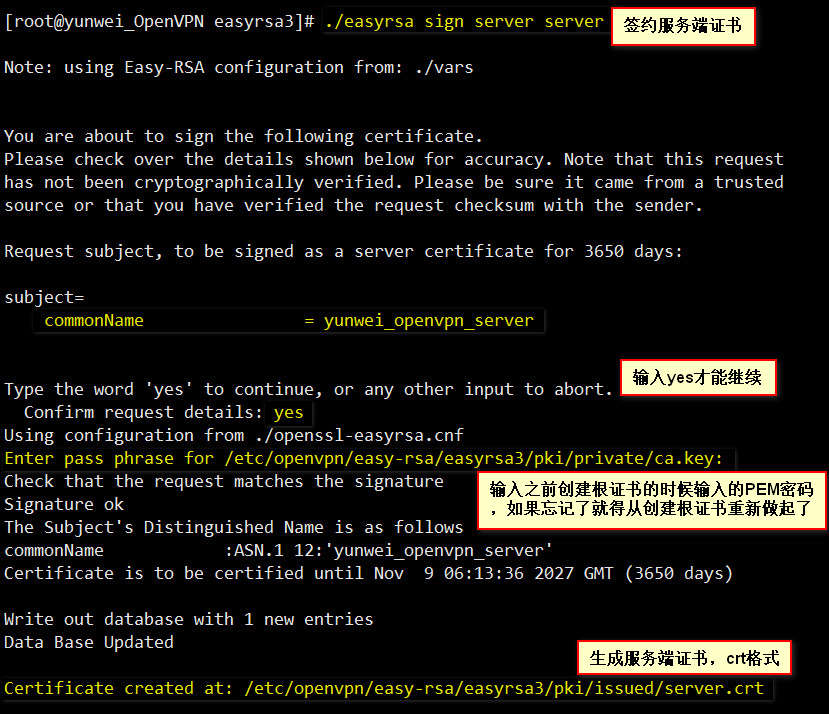 [root@yunwei_OpenVPN easyrsa3]# ./easyrsa sign server server
签约服务端证书
Note: using Easy-RSA configuration from: ./vars
You are about to sign the following certificate.
Please check over the details shown below for accuracy. Note that this request
has not been cryptographically verified. Please be sure it came from a trusted
source or that you have verified the request checksum with the sender.
Request subject, to be signed as a server certificate for 3650 days:
subject=
commonName = yunwei_openvpn_server
Type the word 'yes' to continue, or any other input to abort.
输入yes才能继续
Confirm request details: yes
Using configuration from ./openssl-easyrsa.cnf
Enter pass phrase for /etc/openvpn/easy-rsa/easyrsa3/pki/private/ca.key:
Check that the request matches the signature
输入之前创建根证书的时候输入的PEM密码
，如果忘记了就得从创建根证书重新做起了
Signature ok
The Subject's Distinguished Name is as follows
commonName :ASN.1 12:'yunwei_openvpn_server'
Certificate is to be certified until Nov 9 06:13:36 2027 GMT (3650 days)
Write out database with 1 new entries
Data Base Updated
生成服务端证书，crt格式
Certificate created at: /etc/openvpn/easy-rsa/easyrsa3/pki/issued/server.crt